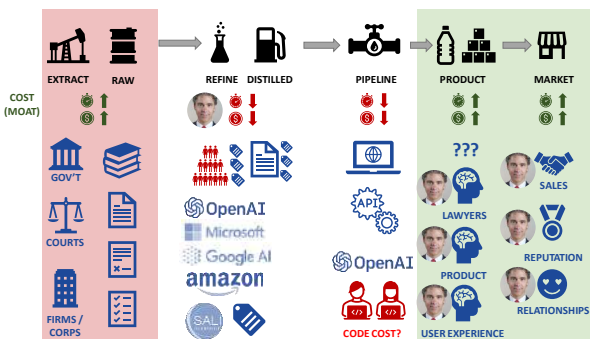 EXTRACT
RAW
REFINE
DISTILLED
PIPELINE
PRODUCT
MARKET
COST
(MOAT)
$
$
$
$
$
GOV'T
COURTS
FIRMS /
CORPS
OpenAI
Microsoft
Google AI
amazon
SALI
API
OpenAI
CODE COST?
???
LAWYERS
PRODUCT
USER EXPERIENCE
SALES
REPUTATION
RELATIONSHIPS